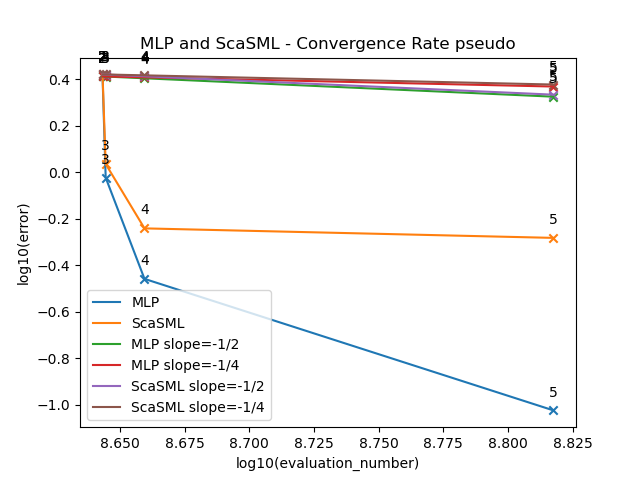 MLP and ScaSML - Convergence Rate pseudo
log10(error)
0.4
0.2
0.0
−0.2
−0.4
−0.6
−0.8
−1.0
3
4
5
5
3
3
4
4
5
5
MLP
ScaSML
MLP slope=-1/2
MLP slope=-1/4
ScaSML slope=-1/2
ScaSML slope=-1/4
8.650 8.675 8.700 8.725 8.750 8.775 8.800 8.825
log10(evaluation_number)